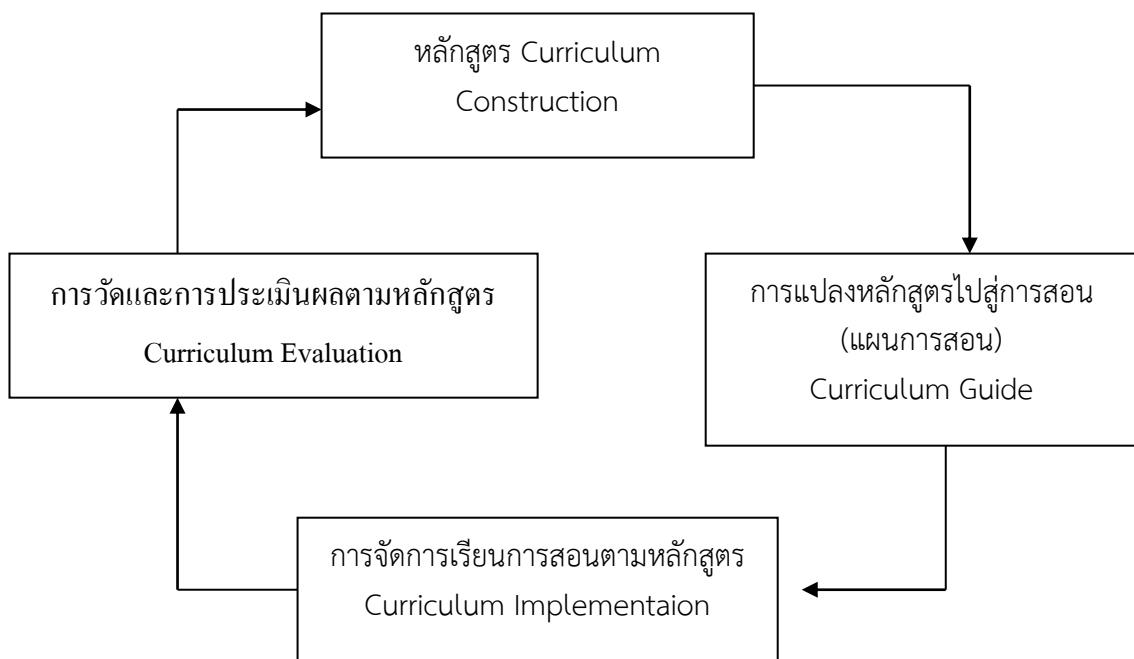 หลักสูตร Curriculum
Construction
การแปลงหลักสูตรไปสู่การสอน
(แผนการสอน)
Curriculum Guide
การจัดการเรียนการสอนตามหลักสูตร
Curriculum Implementaion
การวัดและการประเมินผลตามหลักสูตร
Curriculum Evaluation